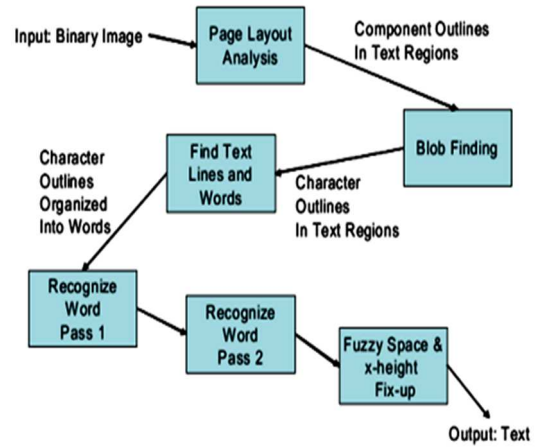 Input: Binary Image
Page Layout
Analysis
Component Outlines
In Text Regions
Blob Finding
Find Text
Lines and
Words
Character
Outlines
In Text Regions
Character
Outlines
Organized
Into Words
Recognize
Word
Pass 1
Recognize
Word
Pass 2
Fuzzy Space &
x-height
Fix-up
Output: Text